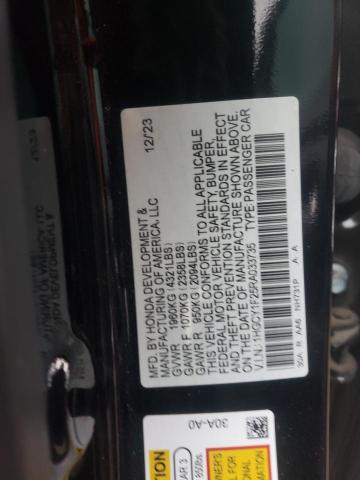 MFD. BY HONDA DEVELOPMENT &
MANUFACTURING OF AMERICA, LLC
12/23
GVWR 1960KG (4321LBS)
GAWR F 1070KG (2358LBS)
GAWR R 950KG (2094LBS)
THIS VEHICLE CONFORMS TO ALL APPLICABLE
FEDERAL MOTOR VEHICLE SAFETY, BUMPER,
AND THEFT PREVENTION STANDARDS IN EFFECT
ON THE DATE OF MANUFACTURE SHOWN ABOVE.
V.I.N.: 1HGCY1F25RA033735 TYPE: PASSENGER CAR
30A R AA6 NH731P A A
30A-A0